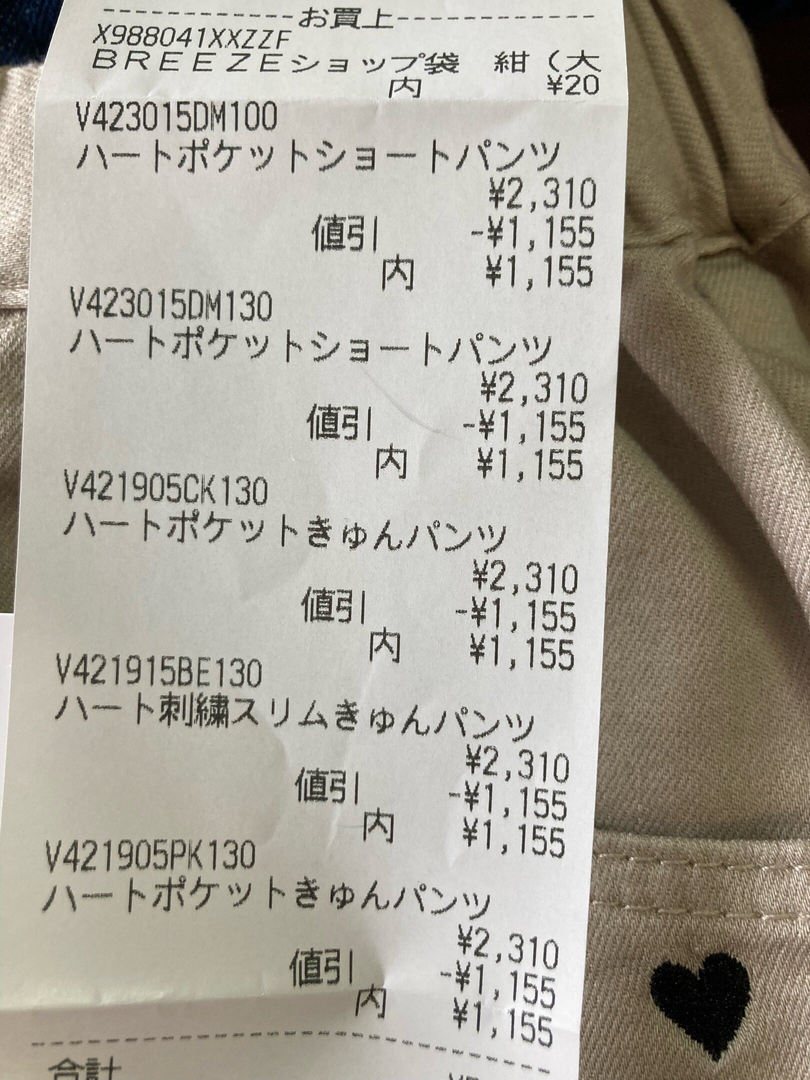 お買上
X988041XXZZF
BREEZEショップ袋 紺(大
内 ¥20
V423015DM100
ハートポケットショートパンツ
¥2,310
値引 -¥1,155
内 ¥1,155
V423015DM130
ハートポケットショートパンツ
¥2,310
値引 -¥1,155
内 ¥1,155
V421905CK130
ハートポケットきゅんパンツ
¥2,310
値引 -¥1,155
内 ¥1,155
V421915BE130
ハート刺繍スリムきゅんパンツ
¥2,310
値引 -¥1,155
内 ¥1,155
V421905PK130
ハートポケットきゅんパンツ
¥2,310
値引 -¥1,155
内 ¥1,155
合計